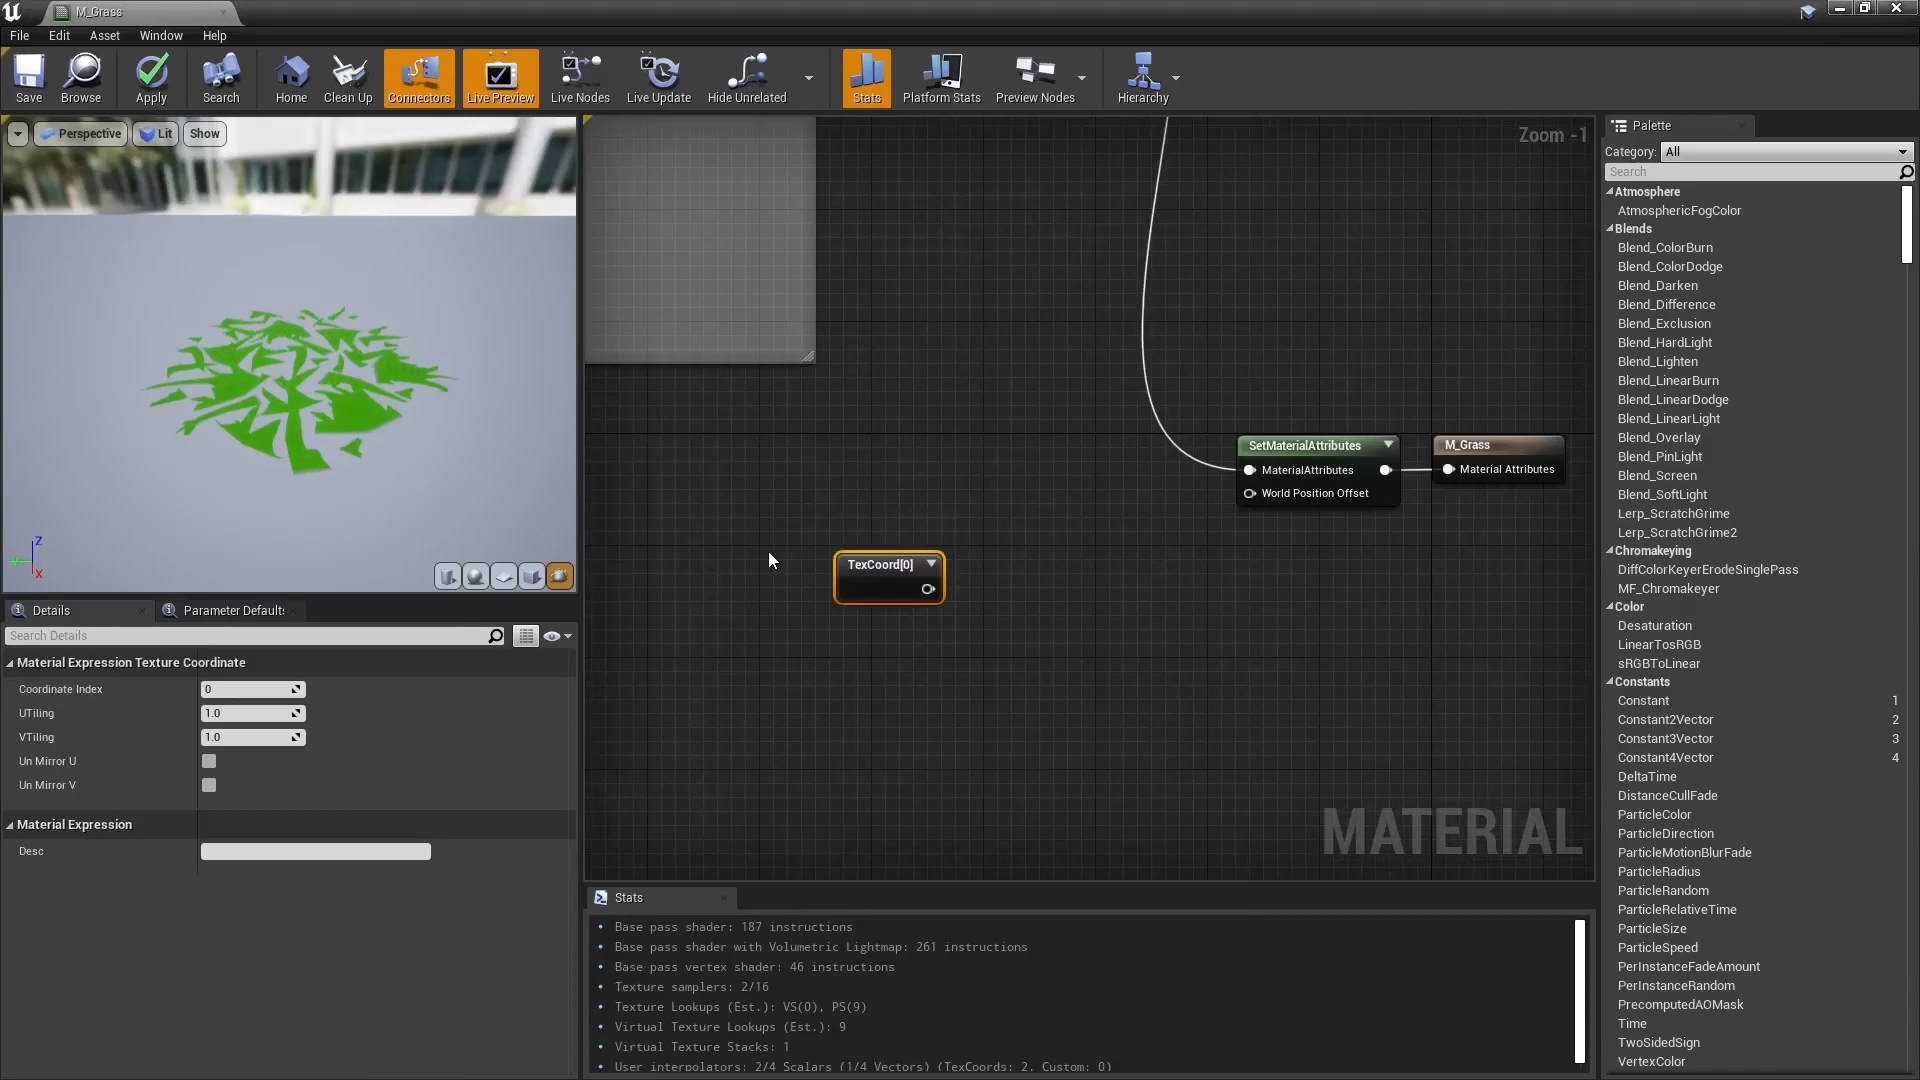 M_Grass
File Edit Asset Window Help
Save Browse Apply Search Home Clean Up Connectors Live Preview Live Nodes Live Update Hide Unrelated Stats Platform Stats Preview Nodes Hierarchy
Perspective Lit Show
Z
X
Details Parameter Defaults
Search Details
Material Expression Texture Coordinate
Coordinate Index 0
UTiling 1.0
VTiling 1.0
Un Mirror U
Un Mirror V
Material Expression
Desc
Zoom -1
SetMaterialAttributes
MaterialAttributes
World Position Offset
M_Grass
Material Attributes
TexCoord[0]
MATERIAL
Stats
Base pass shader: 187 instructions
Base pass shader with Volumetric Lightmap: 261 instructions
Base pass vertex shader: 46 instructions
Texture samplers: 2/16
Texture Lookups (Est.): VS(0), PS(9)
Virtual Texture Lookups (Est.): 9
Virtual Texture Stacks: 1
User interpolators: 2/4 Scalars (1/4 Vectors) (TexCoords: 2, Custom: 0)
Palette
Category: All
Search
Atmosphere
AtmosphericFogColor
Blends
Blend_ColorBurn
Blend_ColorDodge
Blend_Darken
Blend_Difference
Blend_Exclusion
Blend_HardLight
Blend_Lighten
Blend_LinearBurn
Blend_LinearDodge
Blend_LinearLight
Blend_Overlay
Blend_PinLight
Blend_Screen
Blend_SoftLight
Lerp_ScratchGrime
Lerp_ScratchGrime2
Chromakeying
DiffColorKeyerErodeSinglePass
MF_Chromakeyer
Color
Desaturation
LinearTosRGB
sRGBToLinear
Constants
Constant 1
Constant2Vector 2
Constant3Vector 3
Constant4Vector 4
DeltaTime
DistanceCullFade
ParticleColor
ParticleDirection
ParticleMotionBlurFade
ParticleRadius
ParticleRandom
ParticleRelativeTime
ParticleSize
ParticleSpeed
PerInstanceFadeAmount
PerInstanceRandom
PrecomputedAOMask
Time
TwoSidedSign
VertexColor